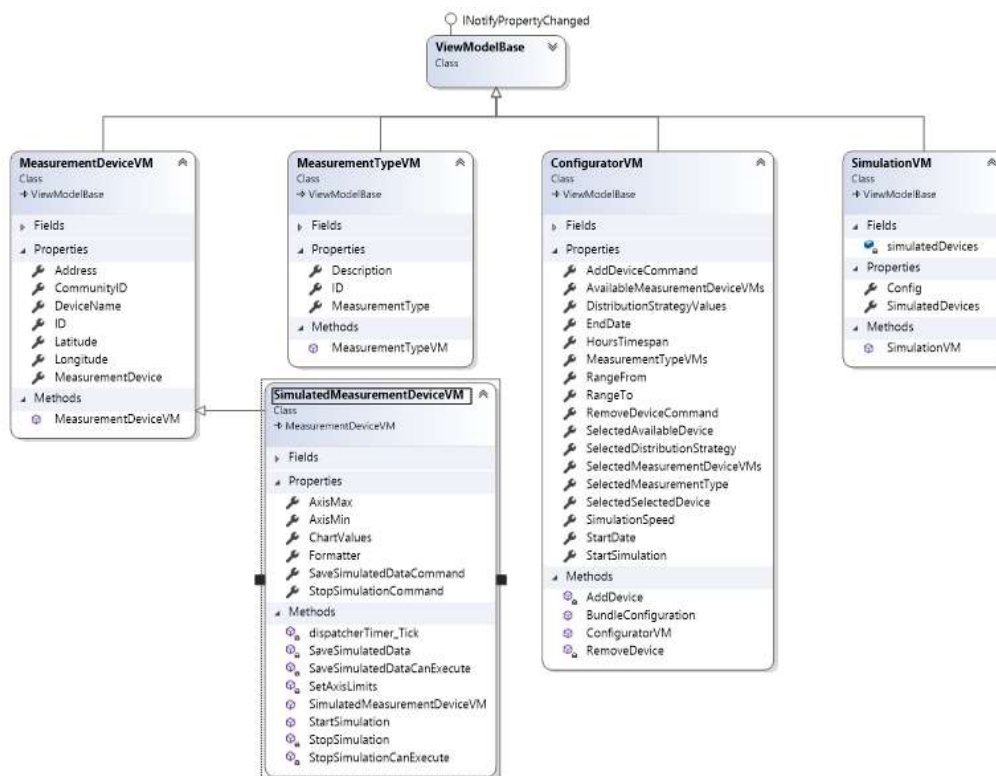 INotifyPropertyChanged
ViewModelBase
Class
MeasurementDeviceVM
Class
ViewModelBase
Fields
Properties
Address
CommunityID
DeviceName
ID
Latitude
Longitude
MeasurementDevice
Methods
MeasurementDeviceVM
MeasurementTypeVM
Class
ViewModelBase
Fields
Properties
Description
ID
MeasurementType
Methods
MeasurementTypeVM
SimulatedMeasurementDeviceVM
Class
MeasurementDeviceVM
Fields
Properties
AxisMax
AxisMin
ChartValues
Formatter
SaveSimulatedDataCommand
StopSimulationCommand
Methods
dispatcherTimer_Tick
SaveSimulatedData
SaveSimulatedDataCanExecute
SetAxisLimits
SimulatedMeasurementDeviceVM
StartSimulation
StopSimulation
StopSimulationCanExecute
ConfiguratorVM
Class
ViewModelBase
Fields
Properties
AddDeviceCommand
AvailableMeasurementDeviceVMs
DistributionStrategyValues
EndDate
HoursTimespan
MeasurementTypeVMs
RangeFrom
RangeTo
RemoveDeviceCommand
SelectedAvailableDevice
SelectedDistributionStrategy
SelectedMeasurementDeviceVMs
SelectedMeasurementType
SelectedSelectedDevice
SimulationSpeed
StartDate
StartSimulation
Methods
AddDevice
BundleConfiguration
ConfiguratorVM
RemoveDevice
SimulationVM
Class
ViewModelBase
Fields
simulatedDevices
Properties
Config
SimulatedDevices
Methods
SimulationVM